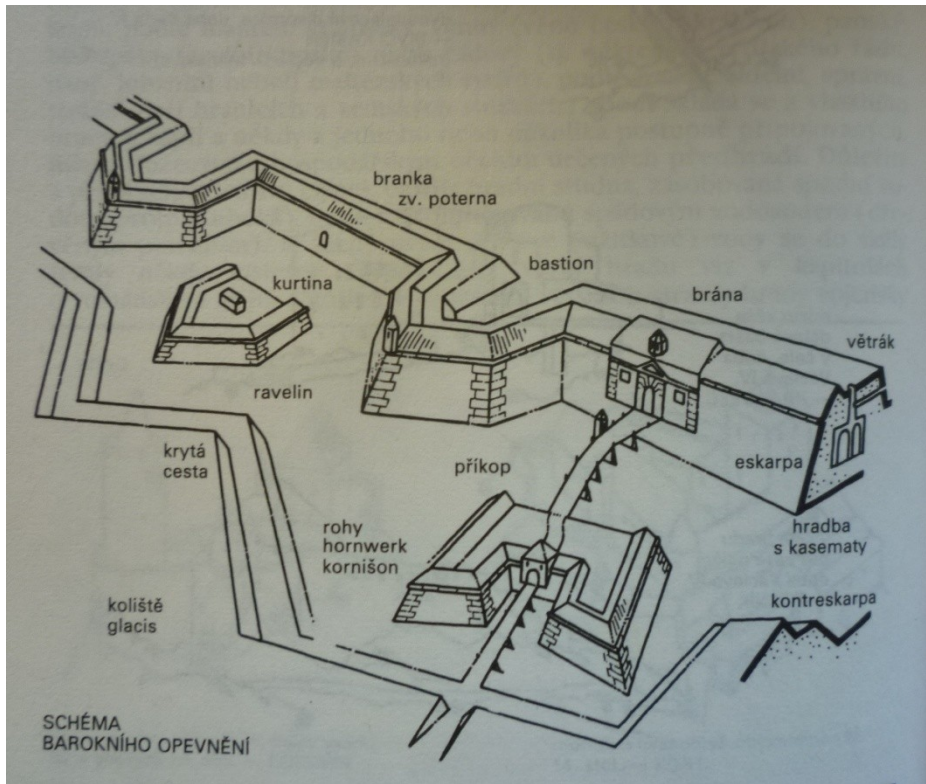 branka
zv. poterna
bastion
kurtina
brána
větrák
ravelin
krytá
cesta
příkop
eskarpa
rohy
hornwerk
kornišon
hradba
s kasematy
koliště
glacis
kontreskarpa
SCHÉMA
BAROKNÍHO OPEVNĚNÍ